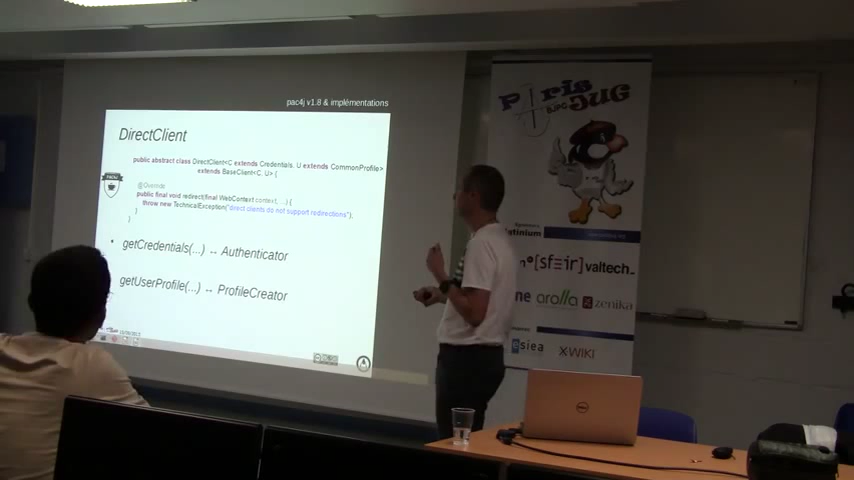 pac4j v1.8 & implémentations
DirectClient
public abstract class DirectClient<C extends Credentials, U extends CommonProfile>
extends BaseClient<C, U> {
@Override
public final void redirect(final WebContext context, ...) {
throw new TechnicalException("direct clients do not support redirections");
}
}
• getCredentials(...) ↔ Authenticator
getUserProfile(...) ↔ ProfileCreator
Paris
JUG
[sfΞir]
valtech_
arolla
zenika
esiea
XWIKI
DELL